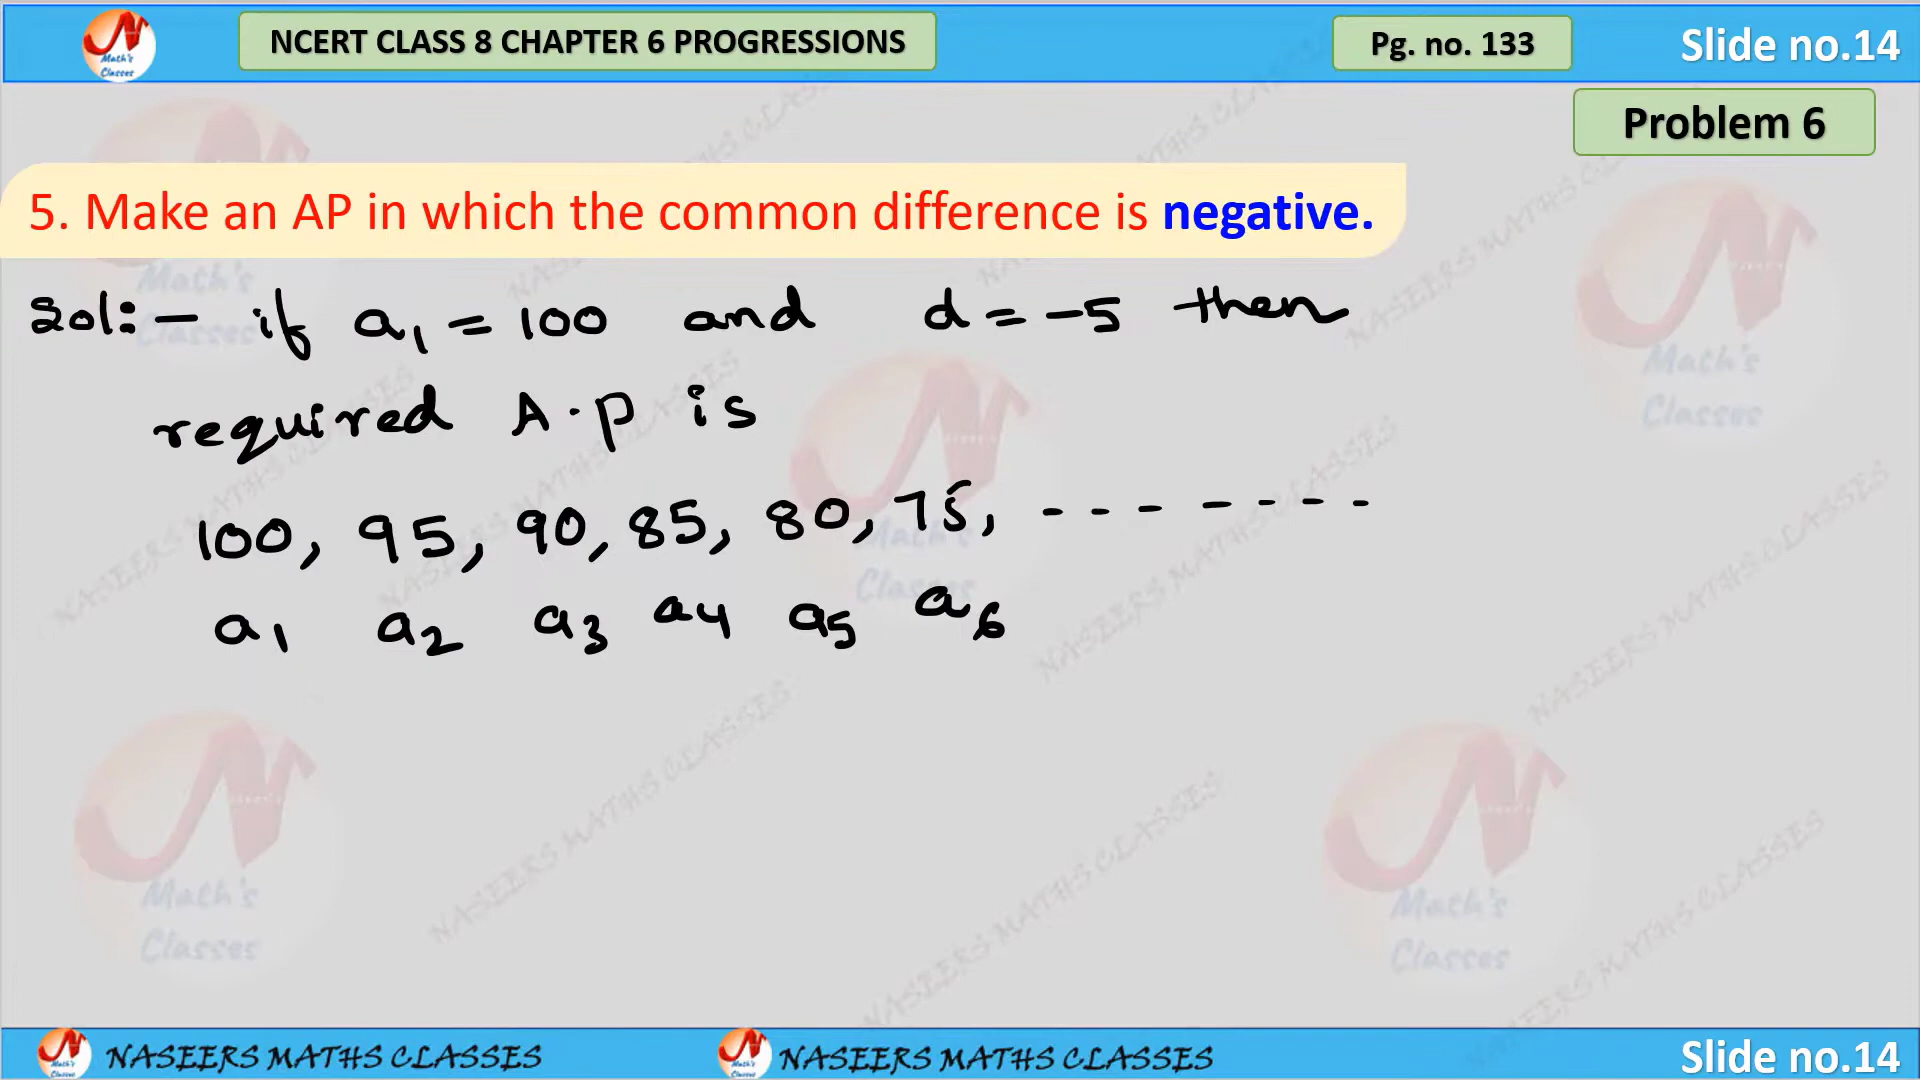 NCERT CLASS 8 CHAPTER 6 PROGRESSIONS
Pg. no. 133
Slide no.14
Math's
Classes
Problem 6
5. Make an AP in which the common difference is negative.
Sol:- if a1 = 100 and d = -5 then
required A.P is
100, 95, 90, 85, 80, 75, --------
a1 a2 a3 a4 a5 a6
NASEERS MATHS CLASSES
NASEERS MATHS CLASSES
Slide no.14